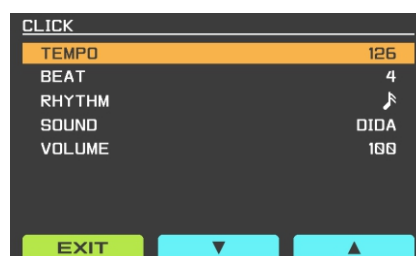 CLICK
TEMPO 126
BEAT 4
RHYTHM
SOUND DIDA
VOLUME 100
EXIT ▼ ▲